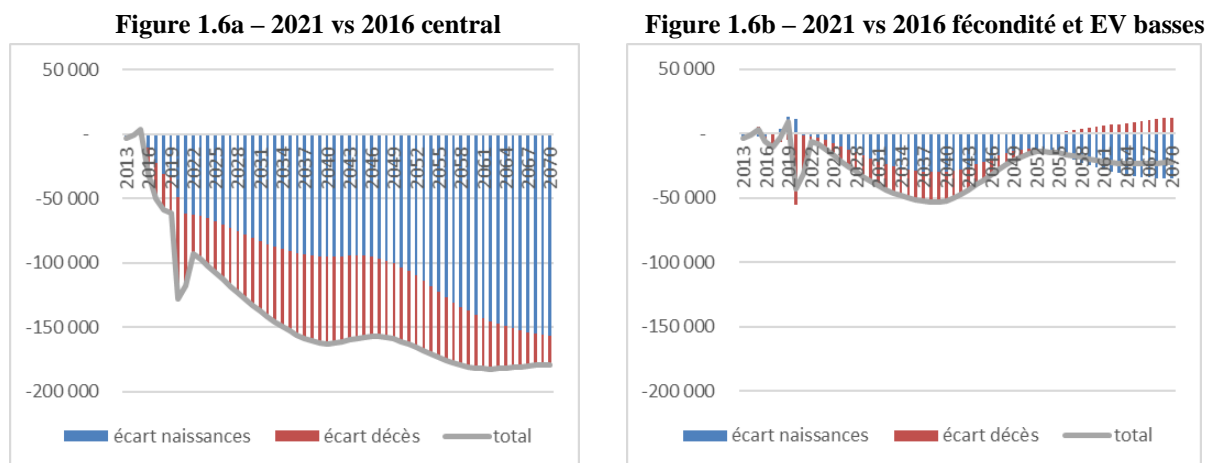 Figure 1.6a – 2021 vs 2016 central
50 000
-
-50 000
-100 000
-150 000
-200 000
2013 2016 2019 2022 2025 2028 2031 2034 2037 2040 2043 2046 2049 2052 2055 2058 2061 2064 2067 2070
écart naissances écart décès total
Figure 1.6b – 2021 vs 2016 fécondité et EV basses
50 000
-
-50 000
-100 000
-150 000
-200 000
2013 2016 2019 2022 2025 2028 2031 2034 2037 2040 2043 2046 2049 2052 2055 2058 2061 2064 2067 2070
écart naissances écart décès total